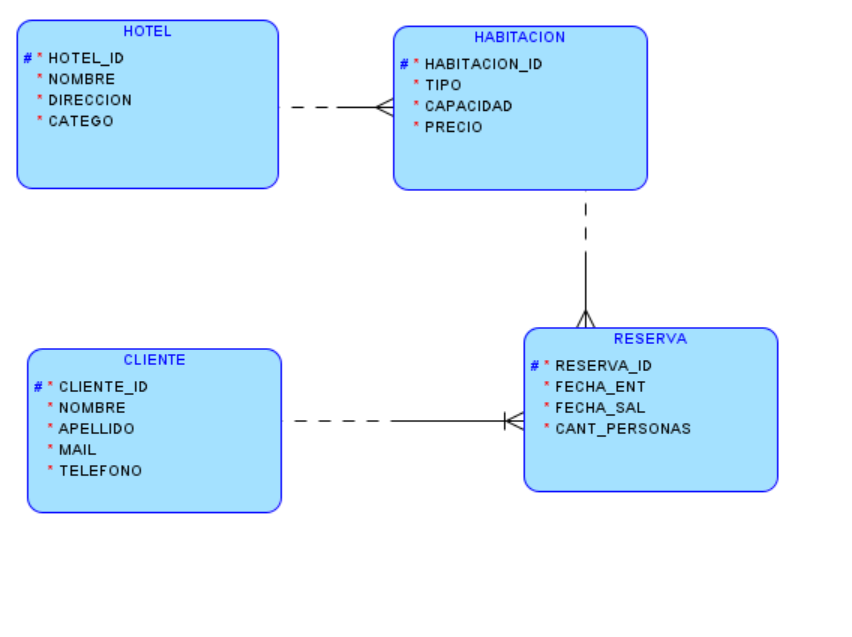 HOTEL
# * HOTEL_ID
* NOMBRE
* DIRECCION
* CATEGO
HABITACION
# * HABITACION_ID
* TIPO
* CAPACIDAD
* PRECIO
CLIENTE
# * CLIENTE_ID
* NOMBRE
* APELLIDO
* MAIL
* TELEFONO
RESERVA
# * RESERVA_ID
* FECHA_ENT
* FECHA_SAL
* CANT_PERSONAS